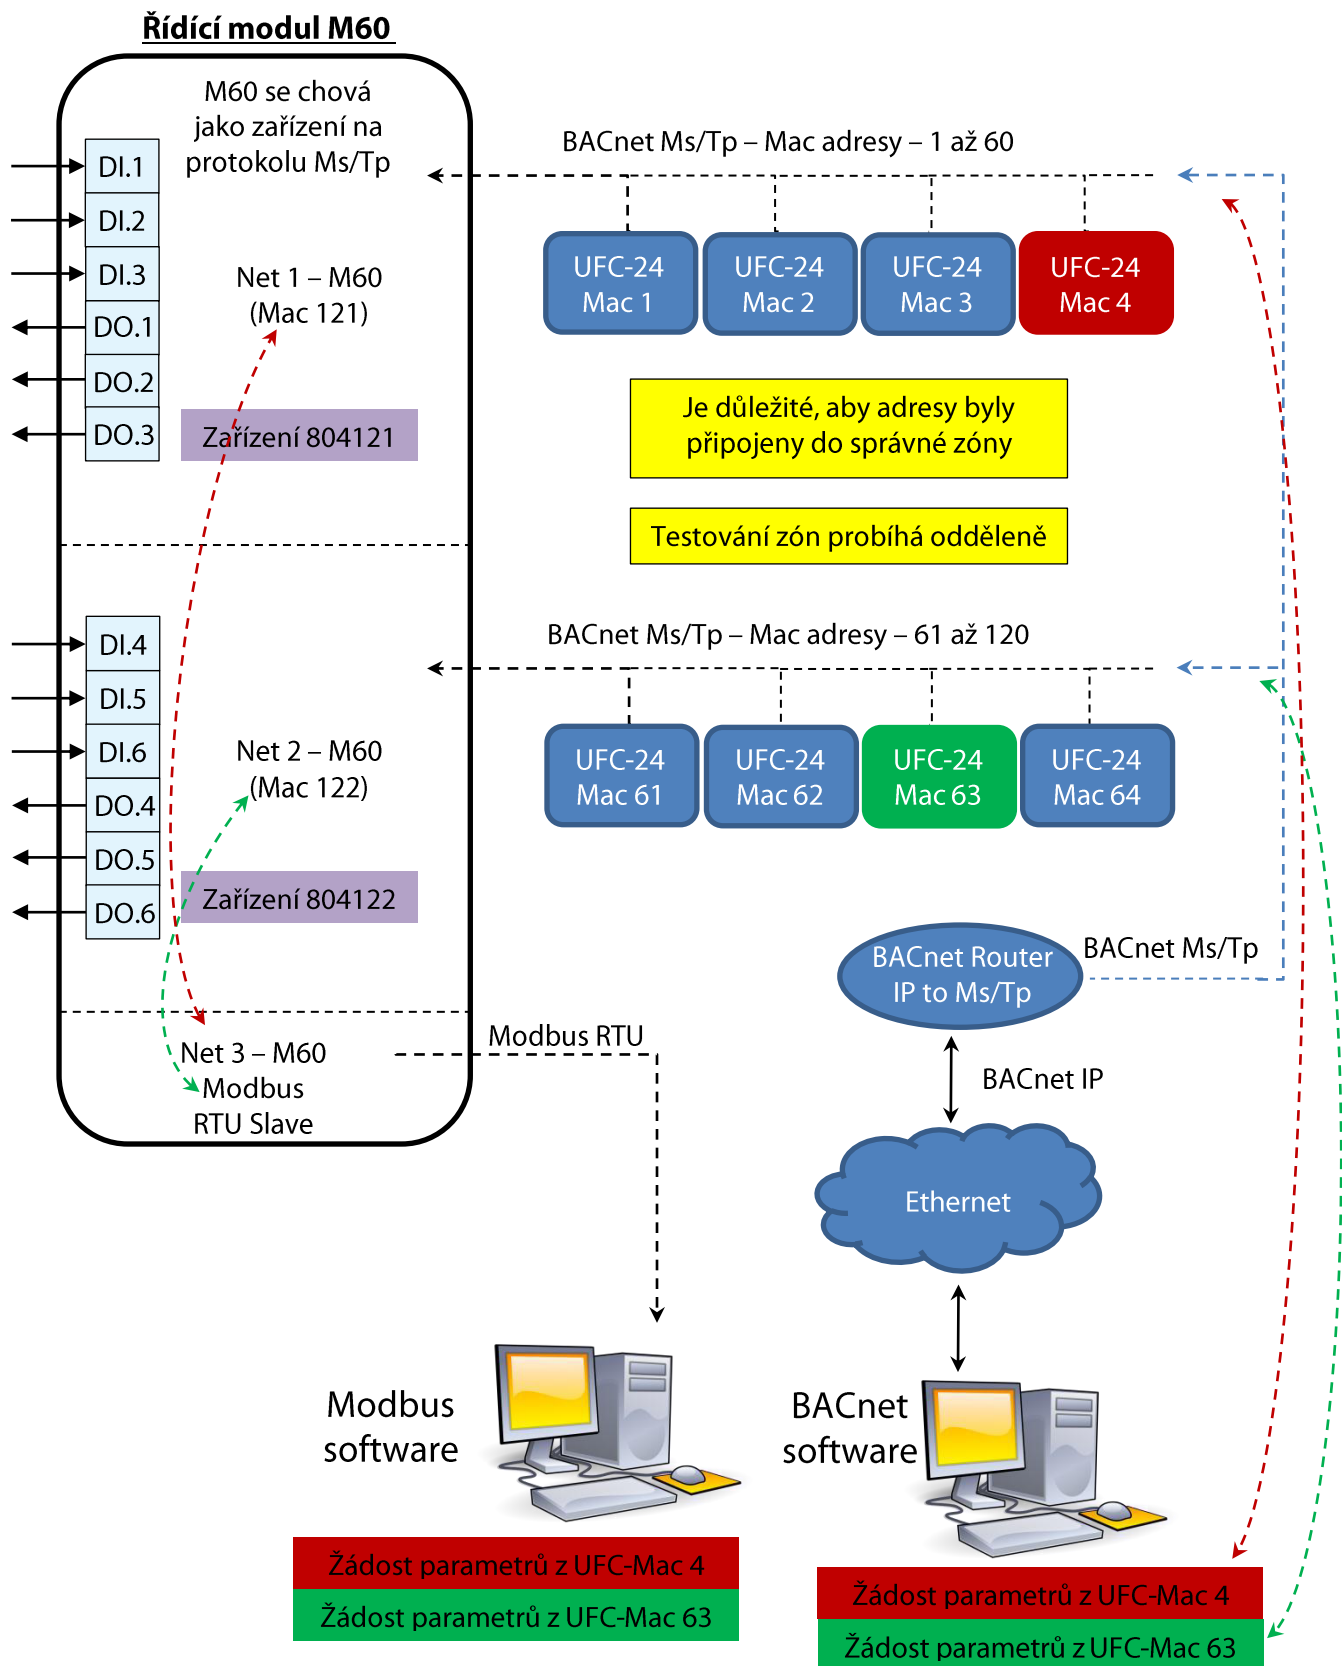 Řídící modul M60
M60 se chová
jako zařízení na
protokolu Ms/Tp
DI.1
DI.2
DI.3
DO.1
DO.2
DO.3
Net 1 – M60
(Mac 121)
Zařízení 804121
BACnet Ms/Tp – Mac adresy – 1 až 60
UFC-24
Mac 1
UFC-24
Mac 2
UFC-24
Mac 3
UFC-24
Mac 4
Je důležité, aby adresy byly
připojeny do správné zóny
Testování zón probíhá odděleně
DI.4
DI.5
DI.6
DO.4
DO.5
DO.6
Net 2 – M60
(Mac 122)
Zařízení 804122
BACnet Ms/Tp – Mac adresy – 61 až 120
UFC-24
Mac 61
UFC-24
Mac 62
UFC-24
Mac 63
UFC-24
Mac 64
BACnet Router
IP to Ms/Tp
BACnet Ms/Tp
Net 3 – M60
Modbus
RTU Slave
Modbus RTU
BACnet IP
Ethernet
Modbus
software
BACnet
software
Žádost parametrů z UFC-Mac 4
Žádost parametrů z UFC-Mac 63
Žádost parametrů z UFC-Mac 4
Žádost parametrů z UFC-Mac 63